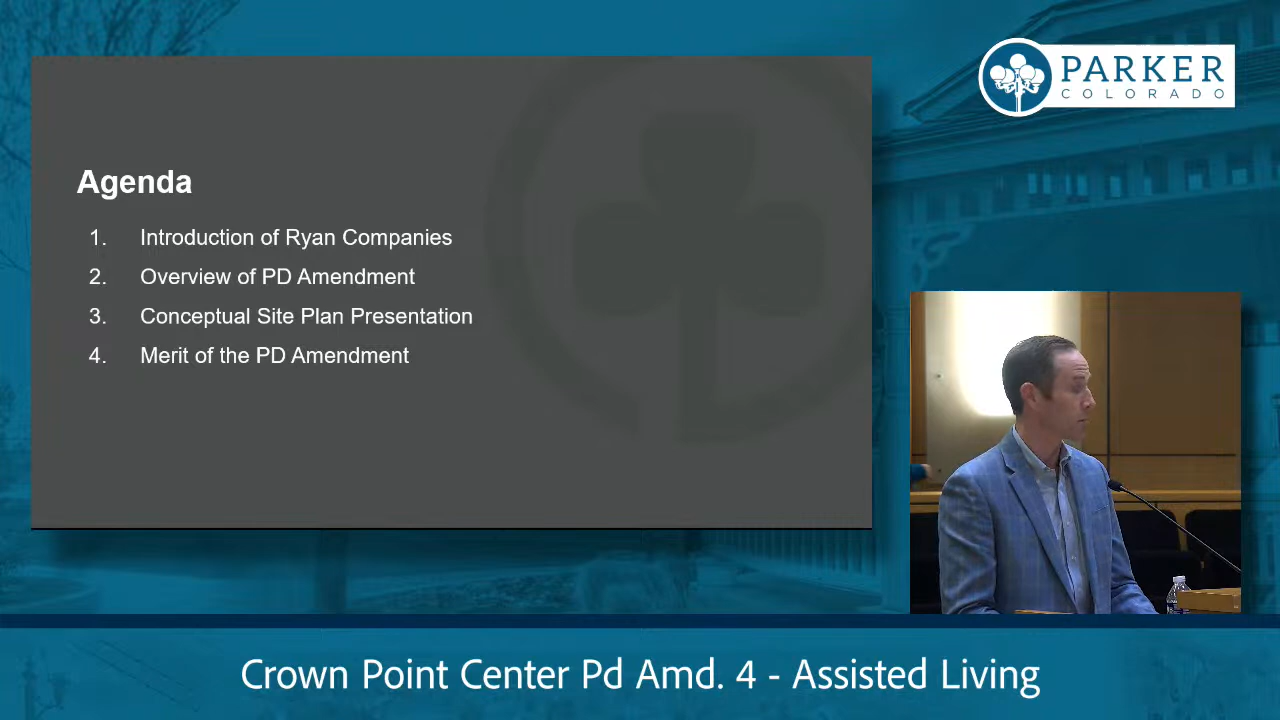 PARKER
COLORADO
Agenda
1. Introduction of Ryan Companies
2. Overview of PD Amendment
3. Conceptual Site Plan Presentation
4. Merit of the PD Amendment
Crown Point Center Pd Amd. 4 - Assisted Living